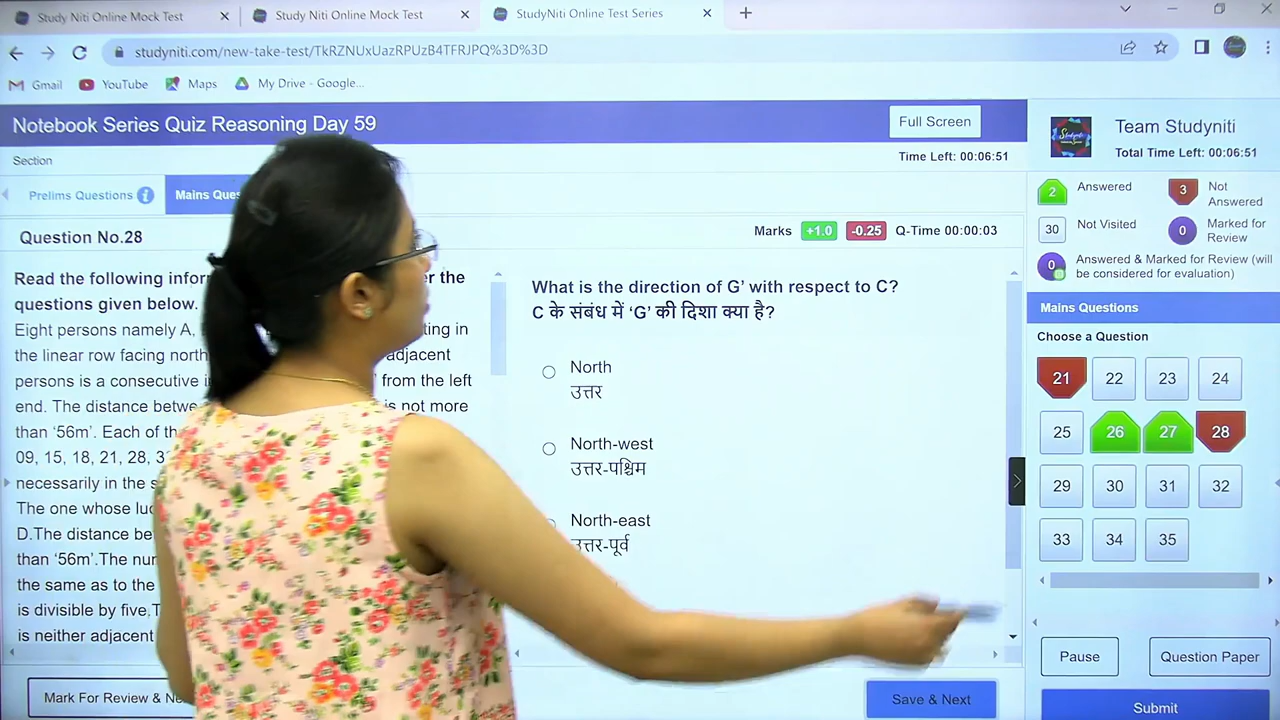 Study Niti Online Mock Test
Study Niti Online Mock Test
StudyNiti Online Test Series
studyniti.com/new-take-test/TkRZNUxUazRPUzB4TFRJPQ%3D%3D
Gmail
YouTube
Maps
My Drive - Google...
Notebook Series Quiz Reasoning Day 59
Full Screen
Section
Time Left: 00:06:51
Prelims Questions
Mains Que
Question No.28
Marks +1.0 -0.25 Q-Time 00:00:03
Read the following infor
er the
questions given below.
Eight persons namely A,
ting in
the linear row facing north
adjacent
persons is a consecutive i
from the left
end. The distance betwe
is not more
than ‘56m’. Each of th
09, 15, 18, 21, 28, 3
necessarily in the s
The one whose luc
D.The distance be
than ‘56m’.The nur
the same as to the
is divisible by five.T
is neither adjacent
What is the direction of G’ with respect to C?
C के संबंध में ‘G’ की दिशा क्या है?
North
उत्तर
North-west
उत्तर-पश्चिम
North-east
उत्तर-पूर्व
Mark For Review & Ne
Save & Next
Team Studyniti
Total Time Left: 00:06:51
2 Answered
3 Not Answered
30 Not Visited
0 Marked for Review
0 Answered & Marked for Review (will
be considered for evaluation)
Mains Questions
Choose a Question
21 22 23 24
25 26 27 28
29 30 31 32
33 34 35
Pause
Question Paper
Submit